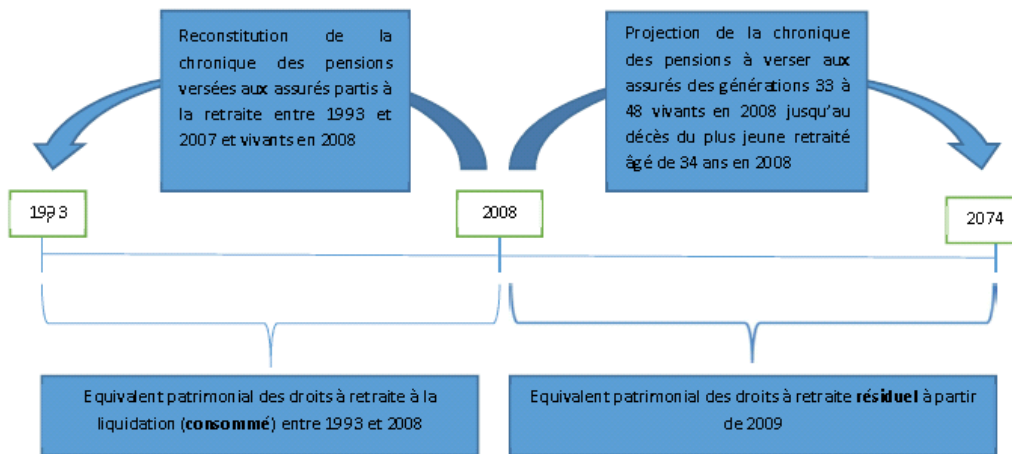 Reconstitution de la
chronique des pensions
versées aux assurés partis à
la retraite entre 1993 et
2007 et vivants en 2008
Projection de la chronique
des pensions à verser aux
assurés des générations 33 à
48 vivants en 2008 jusqu'au
décès du plus jeune retraité
âgé de 34 ans en 2008
1993
2008
2074
Equivalent patrimonial des droits à retraite à la
liquidation (consommé) entre 1993 et 2008
Equivalent patrimonial des droits à retraite résiduel à partir
de 2009